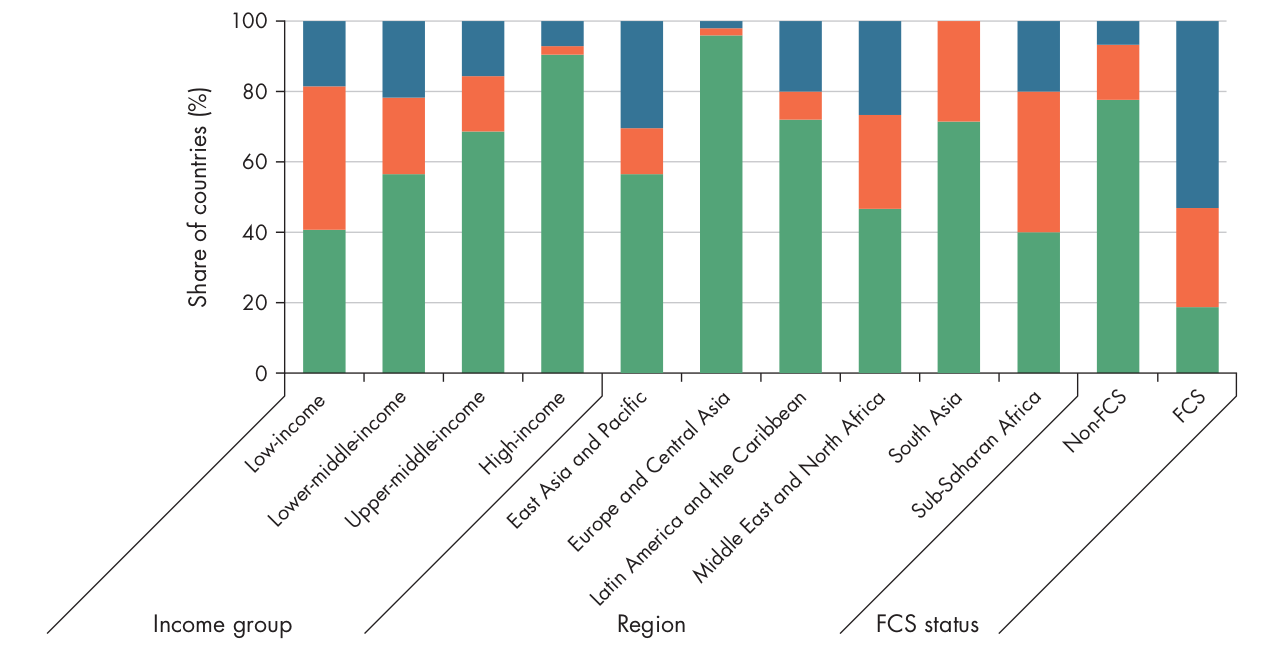 100
80
60
40
20
0
Share of countries (%)
Low-income
Lower-middle-income
Upper-middle-income
High-income
East Asia and Pacific
Europe and Central Asia
Latin America and the Caribbean
Middle East and North Africa
South Asia
Sub-Saharan Africa
Non-FCS
FCS
Income group
Region
FCS status